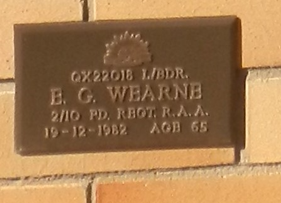 QX22018 L/BDR.
E. G. WEARNE
2/10 FD. REGT. R.A.A.
19-12-1982 AGE 65